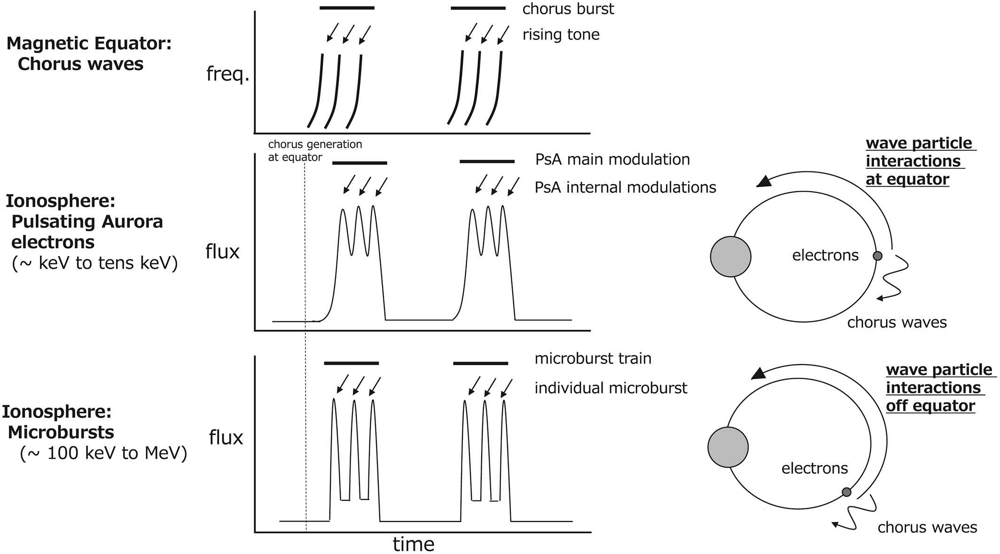 chorus burst
rising tone
Magnetic Equator:
Chorus waves
freq.
chorus generation
at equator
PsA main modulation
PsA internal modulations
Ionosphere:
Pulsating Aurora
electrons
(~ keV to tens keV)
flux
wave particle
interactions
at equator
electrons
chorus waves
microburst train
individual microburst
Ionosphere:
Microbursts
(~ 100 keV to MeV)
flux
time
wave particle
interactions
off equator
electrons
chorus waves